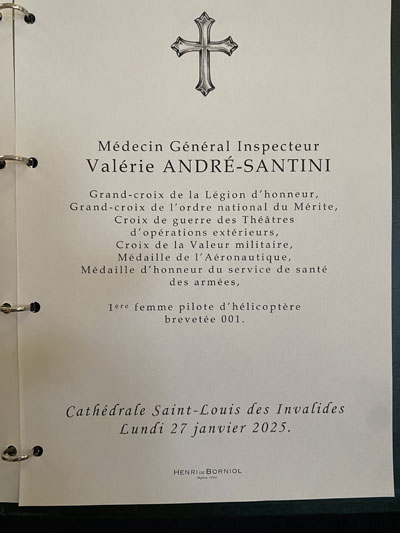 Médecin Général Inspecteur
Valérie ANDRÉ-SANTINI
Grand-croix de la Légion d'honneur,
Grand-croix de l'ordre national du Mérite,
Croix de guerre des Théâtres
d'opérations extérieurs,
Croix de la Valeur militaire,
Médaille de l'Aéronautique,
Médaille d'honneur du service de santé
des armées,
1ere femme pilote d'hélicoptère
brevetée 001.
Cathédrale Saint-Louis des Invalides
Lundi 27 janvier 2025.
HENRI DE BORNIOL